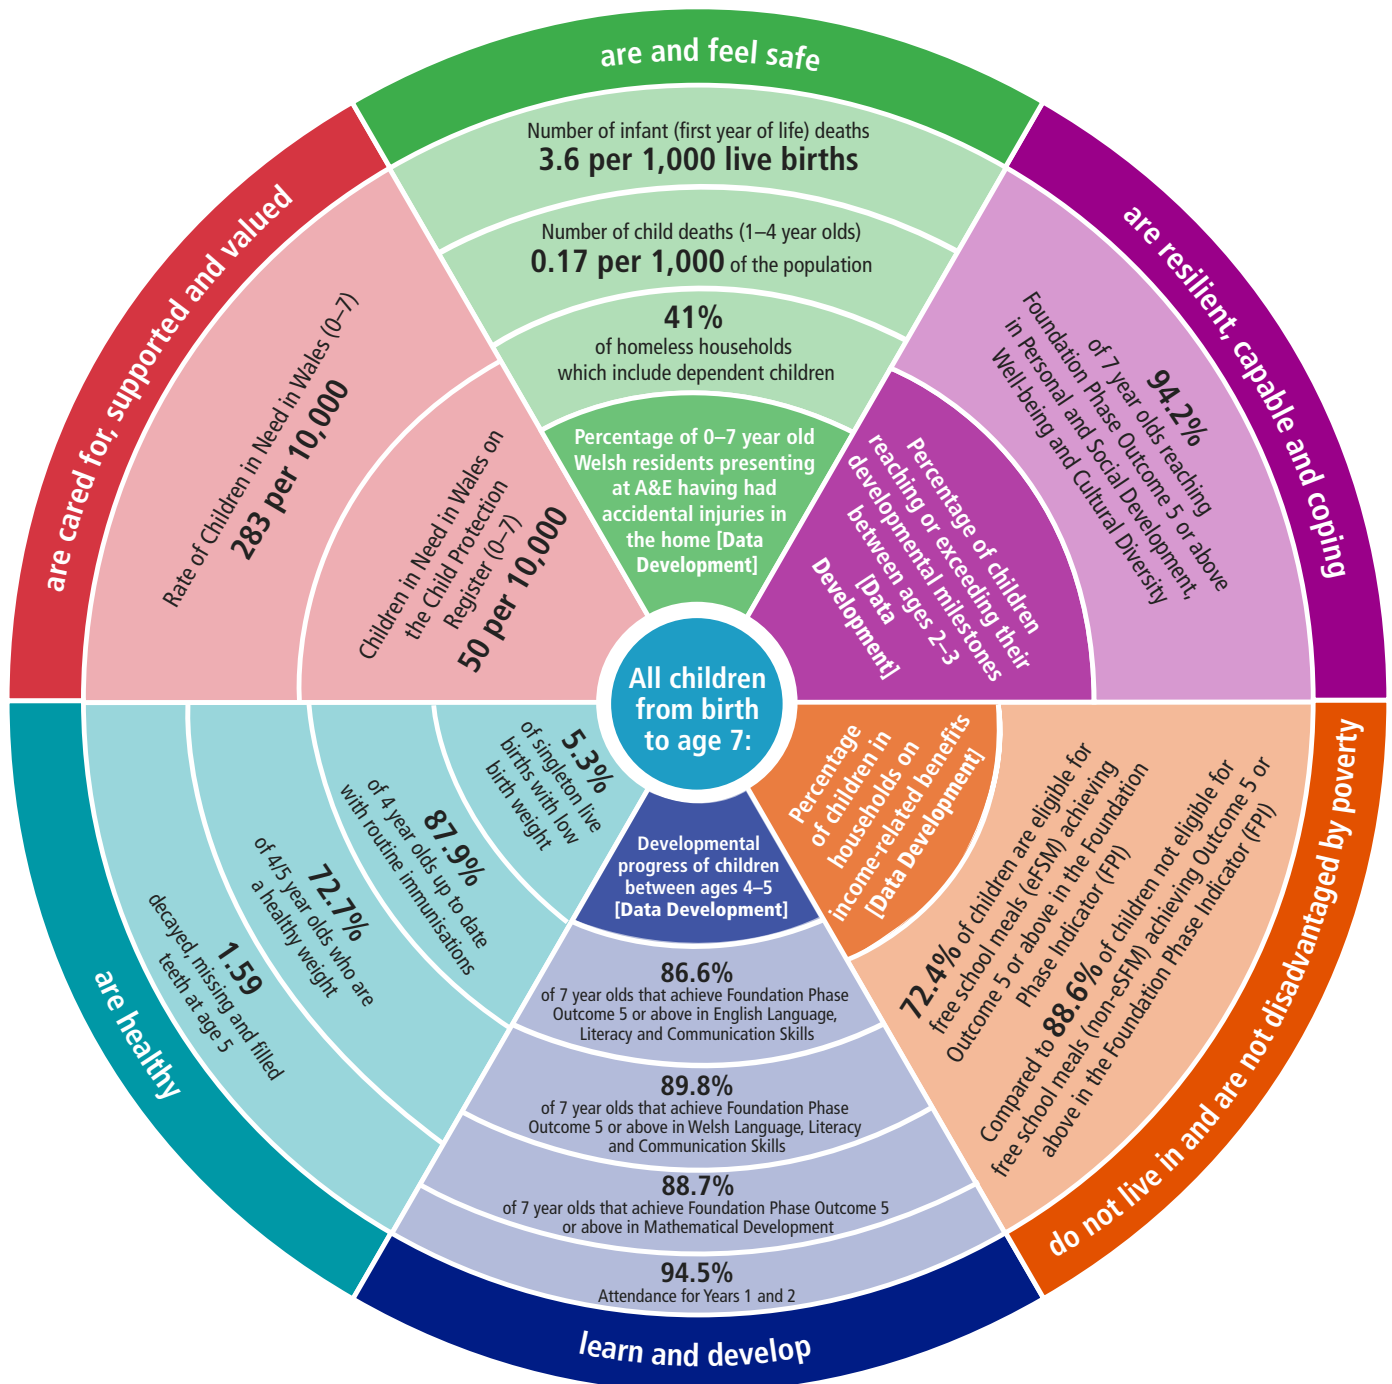 All children
from birth
to age 7:
are and feel safe
Number of infant (first year of life) deaths
3.6 per 1,000 live births
Number of child deaths (1–4 year olds)
0.17 per 1,000 of the population
41%
of homeless households
which include dependent children
Percentage of 0–7 year old
Welsh residents presenting
at A&E having had
accidental injuries in
the home [Data
Development]
are resilient, capable and coping
94.2%
of 7 year olds reaching
Foundation Phase Outcome 5 or above
in Personal and Social Development,
Well-being and Cultural Diversity
Percentage of children
reaching or exceeding their
developmental milestones
between ages 2–3
[Data
Development]
do not live in and are not disadvantaged by poverty
Percentage
of children in
households on
income-related benefits
[Data Development]
72.4% of children are eligible for
free school meals (eFSM) achieving
Outcome 5 or above in the Foundation
Phase Indicator (FPI)
Compared to 88.6% of children not eligible for
free school meals (non-eSFM) achieving Outcome 5 or
above in the Foundation Phase Indicator (FPI)
learn and develop
Developmental
progress of children
between ages 4–5
[Data Development]
86.6%
of 7 year olds that achieve Foundation Phase
Outcome 5 or above in English Language,
Literacy and Communication Skills
89.8%
of 7 year olds that achieve Foundation Phase
Outcome 5 or above in Welsh Language, Literacy
and Communication Skills
88.7%
of 7 year olds that achieve Foundation Phase Outcome 5
or above in Mathematical Development
94.5%
Attendance for Years 1 and 2
are healthy
5.3%
of singleton live
births with low
birth weight
87.9%
of 4 year olds up to date
with routine immunisations
72.7%
of 4/5 year olds who are
a healthy weight
1.59
decayed, missing and filled
teeth at age 5
are cared for, supported and valued
Rate of Children in Need in Wales (0–7)
283 per 10,000
Children in Need in Wales on
the Child Protection
Register (0–7)
50 per 10,000